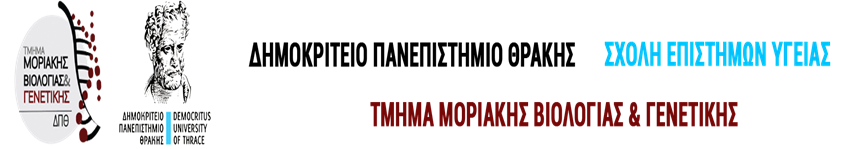 ΤΜΗΜΑ
ΜΟΡΙΑΚΗΣ
ΒΙΟΛΟΓΙΑΣ&
ΓΕΝΕΤΙΚΗΣ
ΔΠΘ
ΔΗΜΟΚΡΙΤΕΙΟ
ΠΑΝΕΠΙΣΤΗΜΙΟ
ΘΡΑΚΗΣ
DEMOCRITUS
UNIVERSITY
OF THRACE
ΔΗΜΟΚΡΙΤΕΙΟ ΠΑΝΕΠΙΣΤΗΜΙΟ ΘΡΑΚΗΣ ΣΧΟΛΗ ΕΠΙΣΤΗΜΩΝ ΥΓΕΙΑΣ
ΤΜΗΜΑ ΜΟΡΙΑΚΗΣ ΒΙΟΛΟΓΙΑΣ & ΓΕΝΕΤΙΚΗΣ